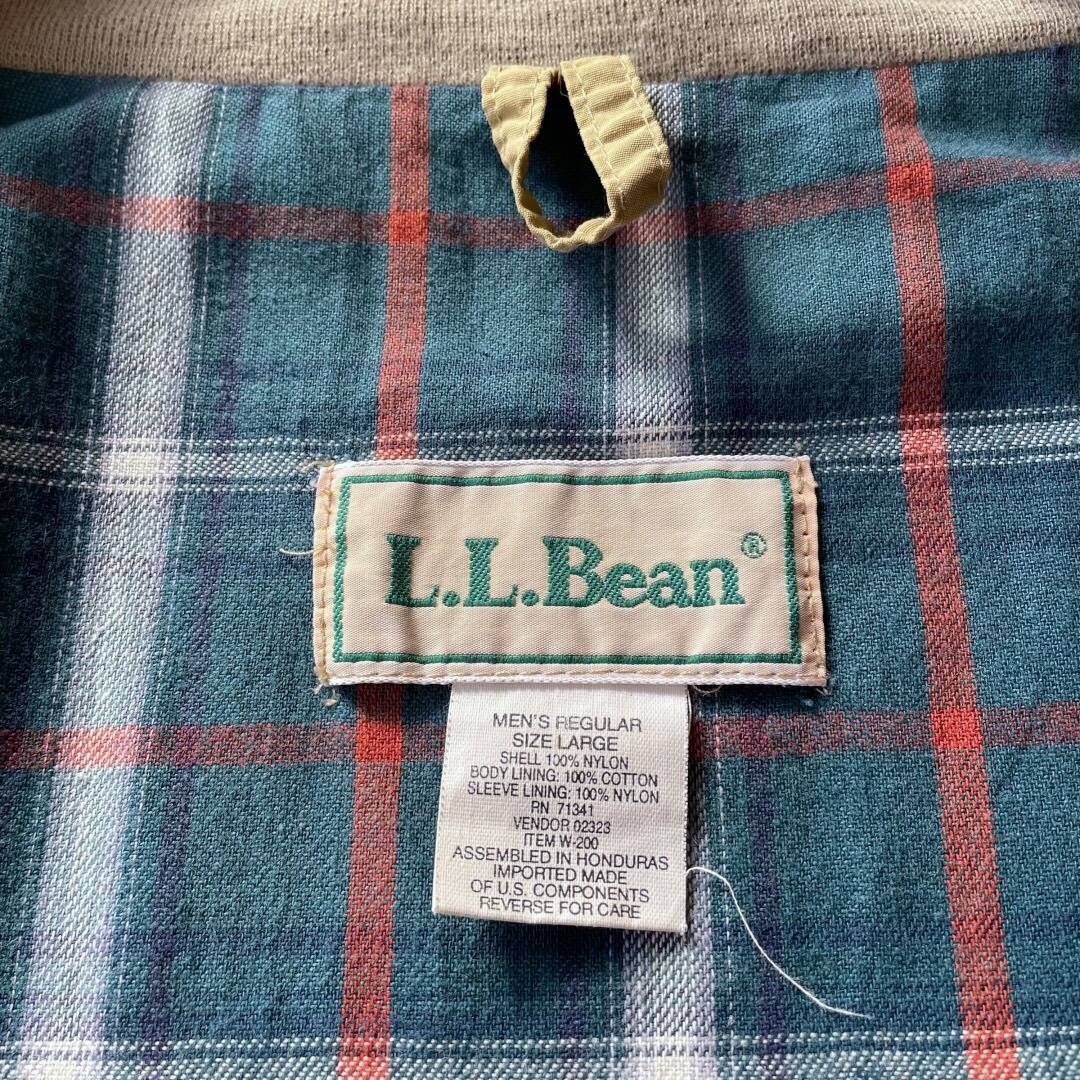 L.L.Bean®
MEN'S REGULAR
SIZE LARGE
SHELL 100% NYLON
BODY LINING: 100% COTTON
SLEEVE LINING: 100% NYLON
RN 71341
VENDOR 02323
ITEM W-200
ASSEMBLED IN HONDURAS
IMPORTED MADE
OF U.S. COMPONENTS
REVERSE FOR CARE